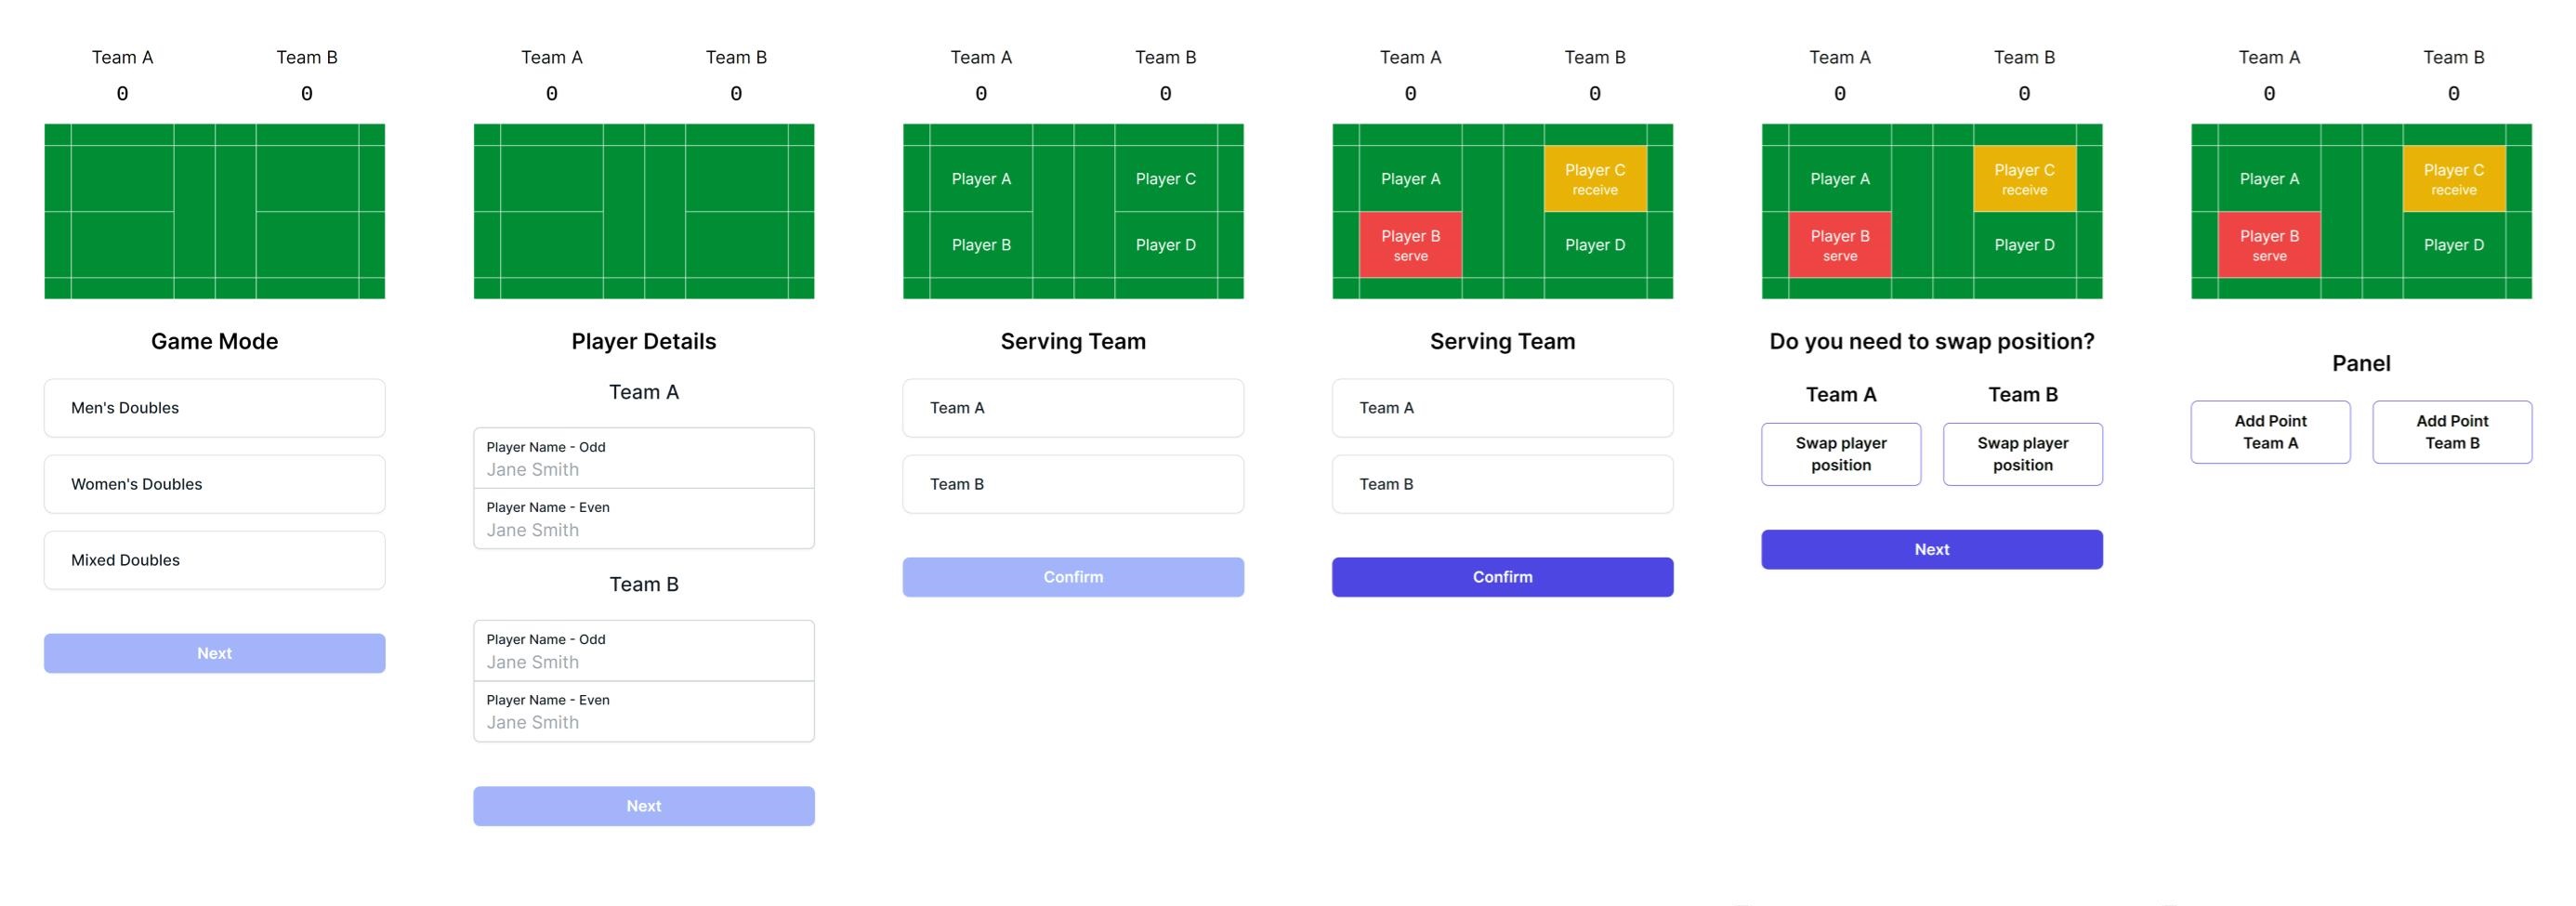 Team A
Team B
0
0
Game Mode
Men's Doubles
Women's Doubles
Mixed Doubles
Next
Team A
Team B
0
0
Player Details
Team A
Player Name - Odd
Jane Smith
Player Name - Even
Jane Smith
Team B
Player Name - Odd
Jane Smith
Player Name - Even
Jane Smith
Next
Team A
Team B
0
0
Player A
Player C
Player B
Player D
Serving Team
Team A
Team B
Confirm
Team A
Team B
0
0
Player A
Player C
receive
Player B
serve
Player D
Serving Team
Team A
Team B
Confirm
Team A
Team B
0
0
Player A
Player C
receive
Player B
serve
Player D
Do you need to swap position?
Team A
Team B
Swap player
position
Swap player
position
Next
Team A
Team B
0
0
Player A
Player C
receive
Player B
serve
Player D
Panel
Add Point
Team A
Add Point
Team B